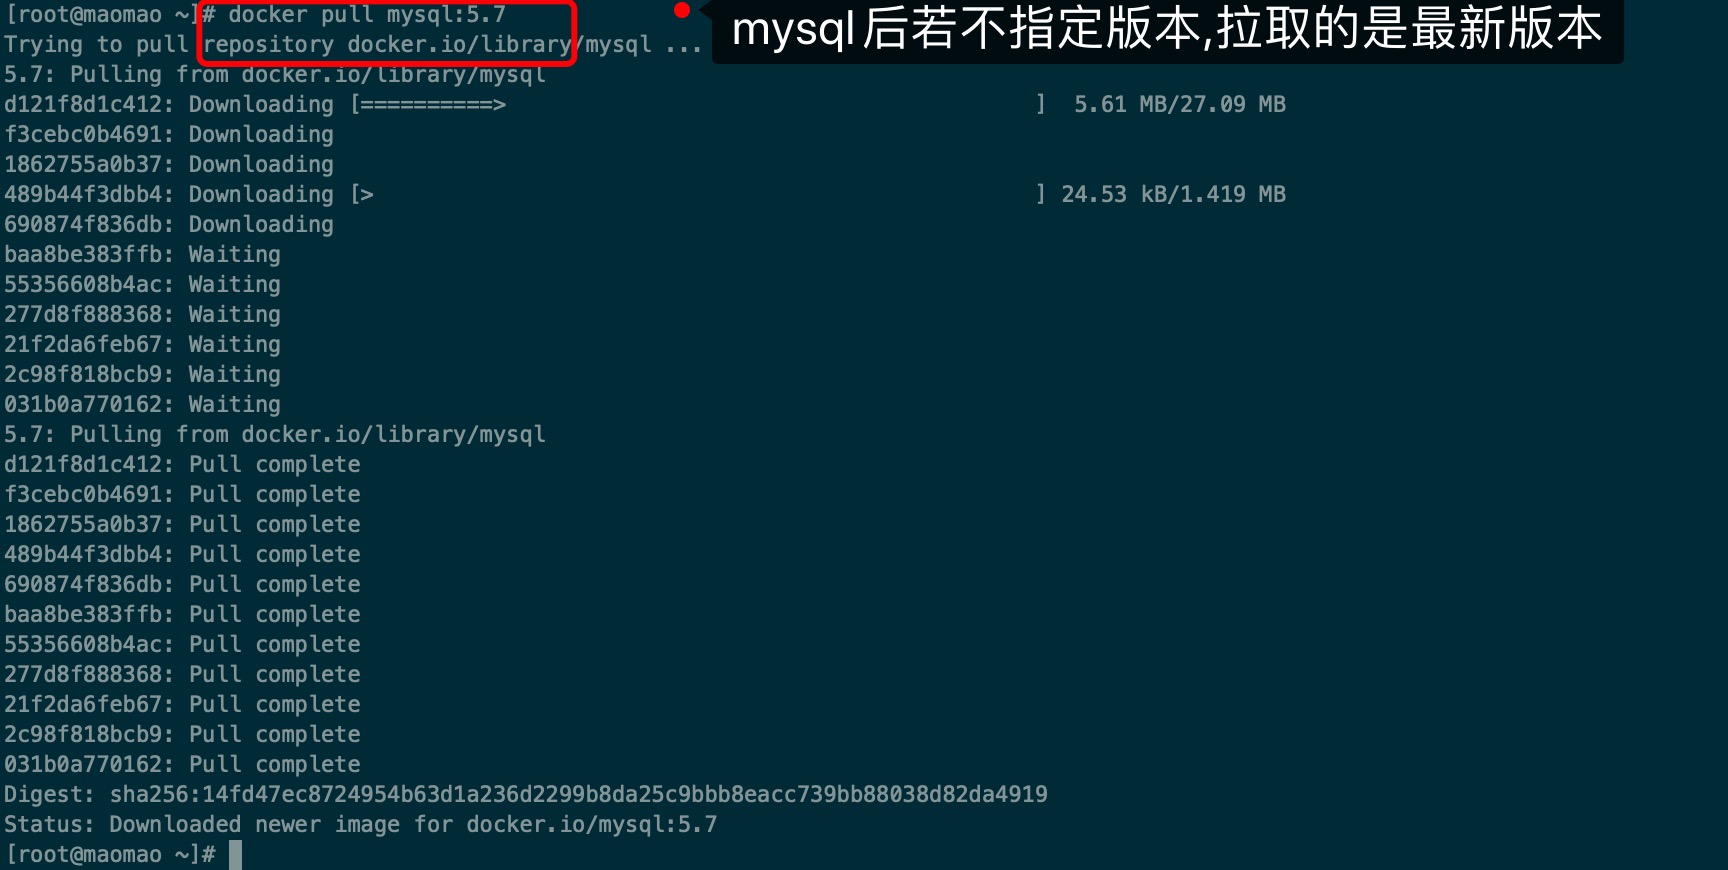 [root@maomao ~]# docker pull mysql:5.7
mysql后若不指定版本,拉取的是最新版本
Trying to pull repository docker.io/library/mysql ...
5.7: Pulling from docker.io/library/mysql
d121f8d1c412: Downloading [==========>                                        ]  5.61 MB/27.09 MB
f3cebc0b4691: Downloading
1862755a0b37: Downloading
489b44f3dbb4: Downloading [>                                                  ] 24.53 kB/1.419 MB
690874f836db: Downloading
baa8be383ffb: Waiting
55356608b4ac: Waiting
277d8f888368: Waiting
21f2da6feb67: Waiting
2c98f818bcb9: Waiting
031b0a770162: Waiting
5.7: Pulling from docker.io/library/mysql
d121f8d1c412: Pull complete
f3cebc0b4691: Pull complete
1862755a0b37: Pull complete
489b44f3dbb4: Pull complete
690874f836db: Pull complete
baa8be383ffb: Pull complete
55356608b4ac: Pull complete
277d8f888368: Pull complete
21f2da6feb67: Pull complete
2c98f818bcb9: Pull complete
031b0a770162: Pull complete
Digest: sha256:14fd47ec8724954b63d1a236d2299b8da25c9bbb8eacc739bb88038d82da4919
Status: Downloaded newer image for docker.io/mysql:5.7
[root@maomao ~]#